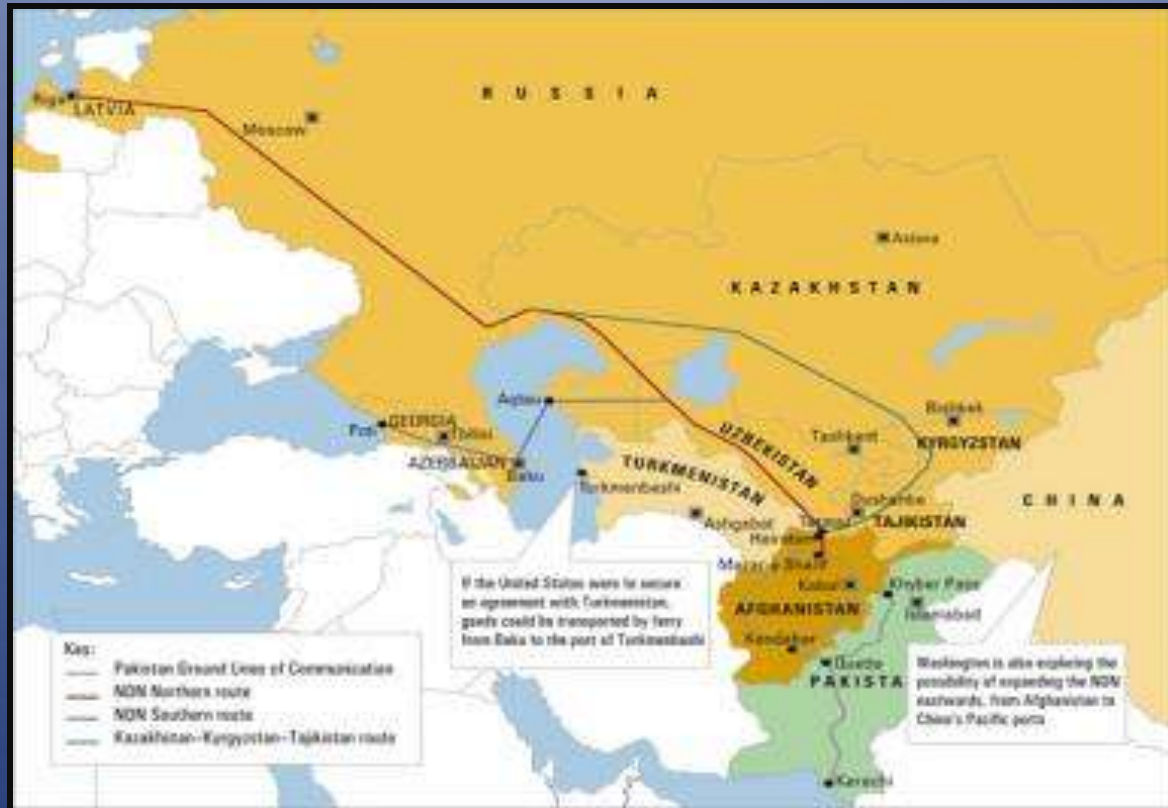 RUSSIA
Riga
LATVIA
Moscow
Astana
KAZAKHSTAN
Aqtau
Bishkek
Poti
GEORGIA
Tbilisi
UZBEKISTAN
Tashkent
KYRGYZSTAN
AZERBAIJAN
Baku
TURKMENISTAN
Turkmenbashi
Dushanbe
CHINA
Ashgabat
Termez
TAJIKISTAN
Hairatan
Mazar-e Sharif
Kabul
Khyber Pass
AFGHANISTAN
Islamabad
Kandahar
Quetta
PAKISTA
Karachi
If the United States were to secure
an agreement with Turkmenistan,
goods could be transported by ferry
from Baku to the port of Turkmenbashi
Washington is also exploring the
possibility of expanding the NDN
eastwards, from Afghanistan to
China's Pacific ports
Key:
Pakistan Ground Lines of Communication
NDN Northern route
NDN Southern route
Kazakhstan–Kyrgyzstan–Tajikistan route